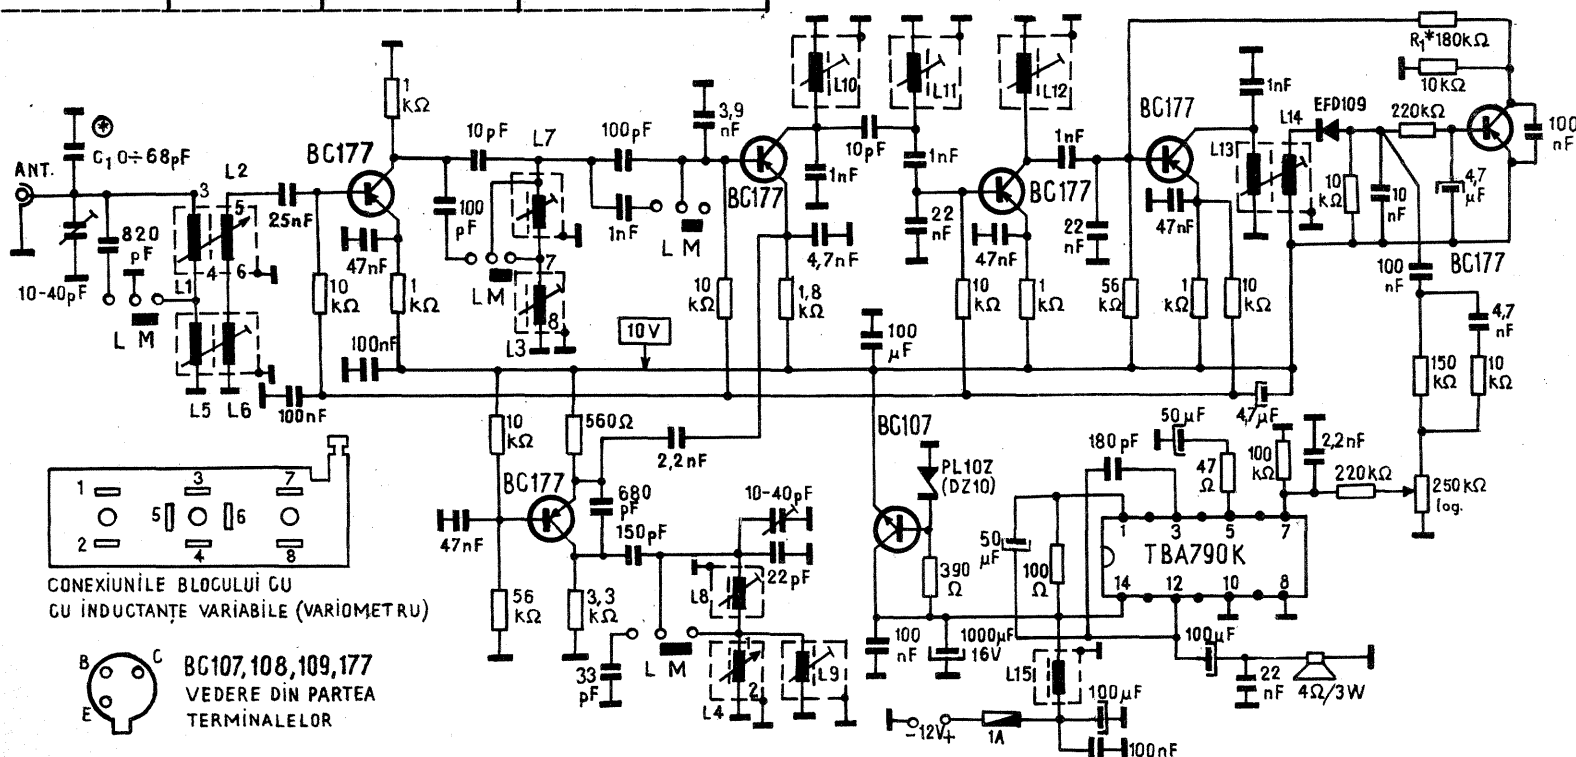 ANT.
C1 0÷68pF
10-40pF
820
pF
L M
L1
L2
3
5
4
6
L5
L6
25nF
BC177
1
kΩ
47nF
10
kΩ
1
kΩ
100nF
100nF
10pF
100
pF
L M
L7
7
8
L3
100pF
1nF
L M
3,9
nF
BC177
4,7nF
10
kΩ
1,8
kΩ
10V
L10
L11
L12
1nF
10pF
1nF
22
nF
BC177
47nF
10
kΩ
1
kΩ
1nF
22
nF
56
kΩ
BC177
47nF
1
kΩ
10
kΩ
1nF
L13
L14
EFD109
R1*180kΩ
10kΩ
220kΩ
100
nF
10
kΩ
10
nF
4,7
µF
BC177
100
nF
4,7
nF
150
kΩ
10
kΩ
100
µF
4,7µF
10
kΩ
560Ω
2,2nF
BC177
680
pF
150pF
47nF
56
kΩ
3,3
kΩ
33
pF
L M
10-40pF
22pF
L8
1
2
L4
L9
BC107
PL10Z
(DZ10)
390
Ω
100
nF
1000µF
16V
50
µF
100
Ω
180pF
50µF
47
Ω
100
kΩ
2,2nF
220kΩ
250kΩ
log.
1 3 5 7
TBA790K
14 12 10 8
100µF
22
nF
4Ω/3W
L15
100µF
100nF
-12V+
1A
1 3 7
5 6
2 4 8
CONEXIUNILE BLOCULUI CU
CU INDUCTANȚE VARIABILE (VARIOMETRU)
B C
E
BC107,108,109,177
VEDERE DIN PARTEA
TERMINALELOR